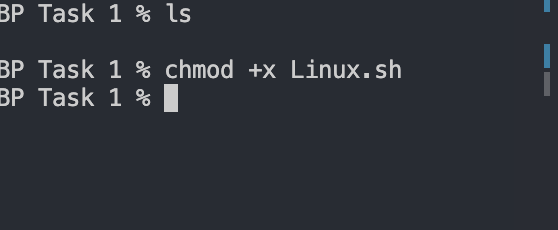 BP Task 1 % ls
BP Task 1 % chmod +x Linux.sh
BP Task 1 %